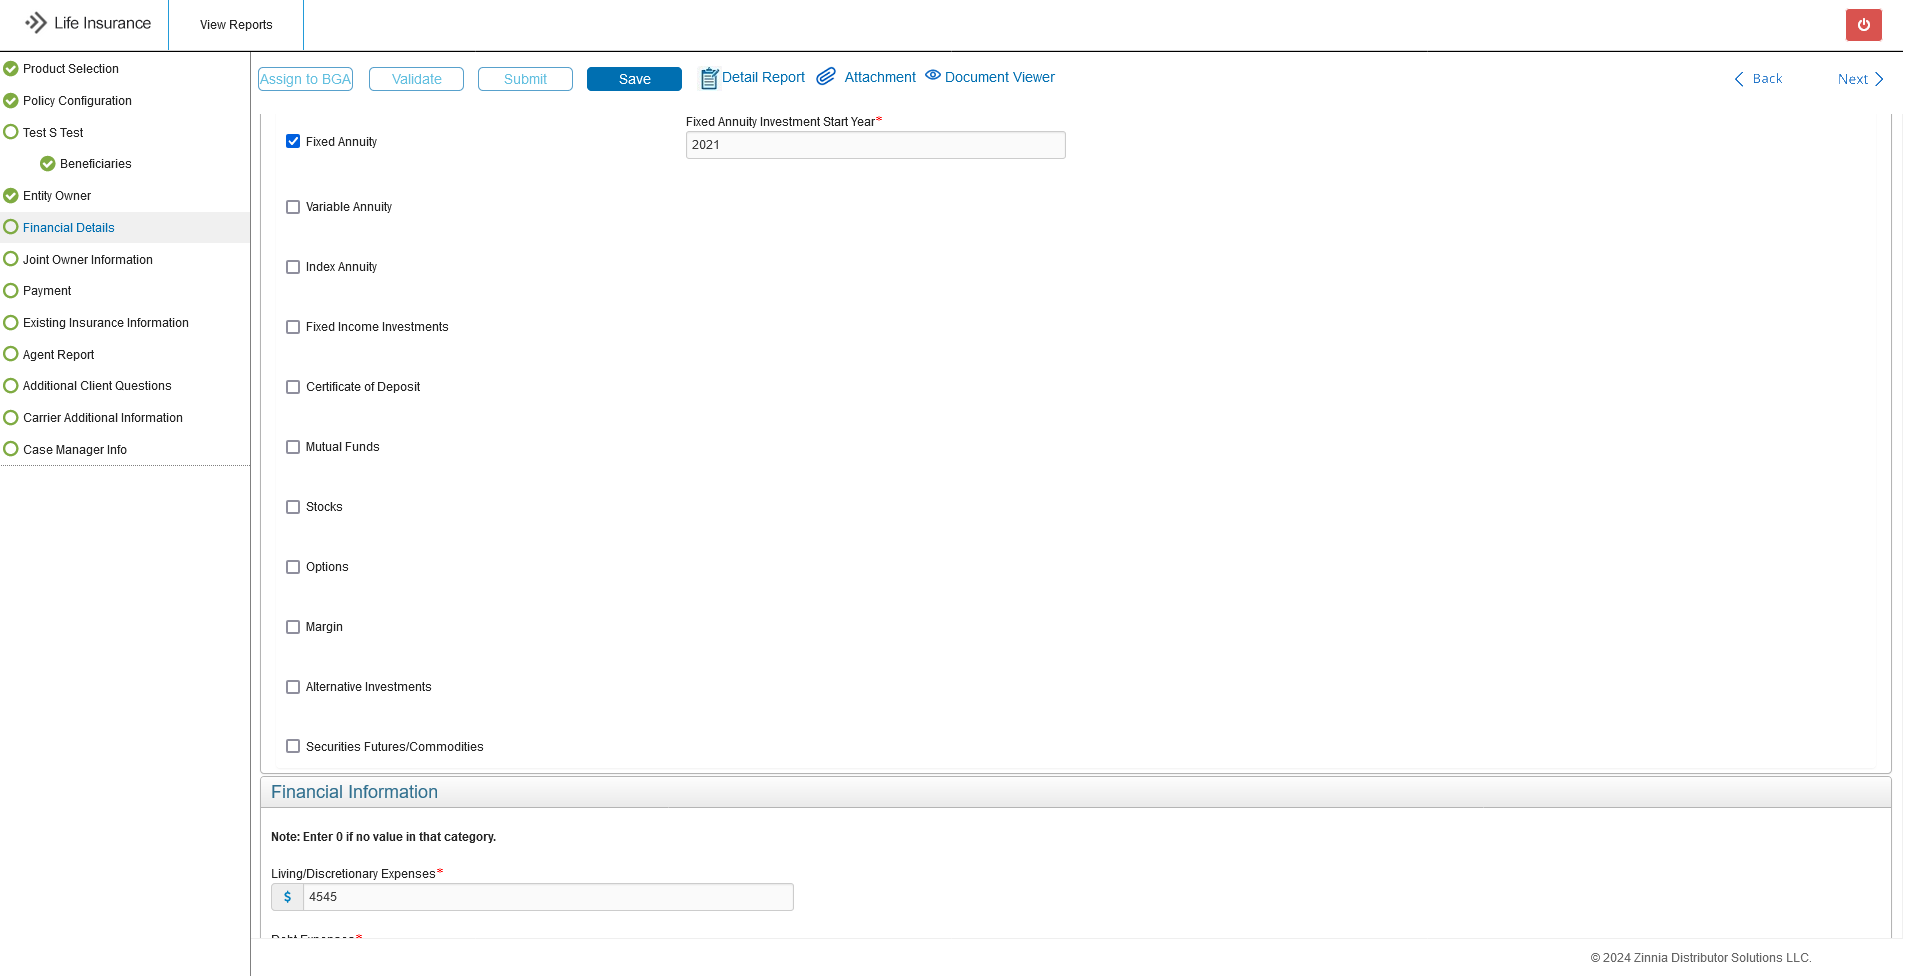 Life Insurance
View Reports
Product Selection
Policy Configuration
Test S Test
Beneficiaries
Entity Owner
Financial Details
Joint Owner Information
Payment
Existing Insurance Information
Agent Report
Additional Client Questions
Carrier Additional Information
Case Manager Info
Assign to BGA
Validate
Submit
Save
Detail Report
Attachment
Document Viewer
Back
Next
Fixed Annuity
Fixed Annuity Investment Start Year*
2021
Variable Annuity
Index Annuity
Fixed Income Investments
Certificate of Deposit
Mutual Funds
Stocks
Options
Margin
Alternative Investments
Securities Futures/Commodities
Financial Information
Note: Enter 0 if no value in that category.
Living/Discretionary Expenses*
$ 4545
Debt Expenses*
© 2024 Zinnia Distributor Solutions LLC.